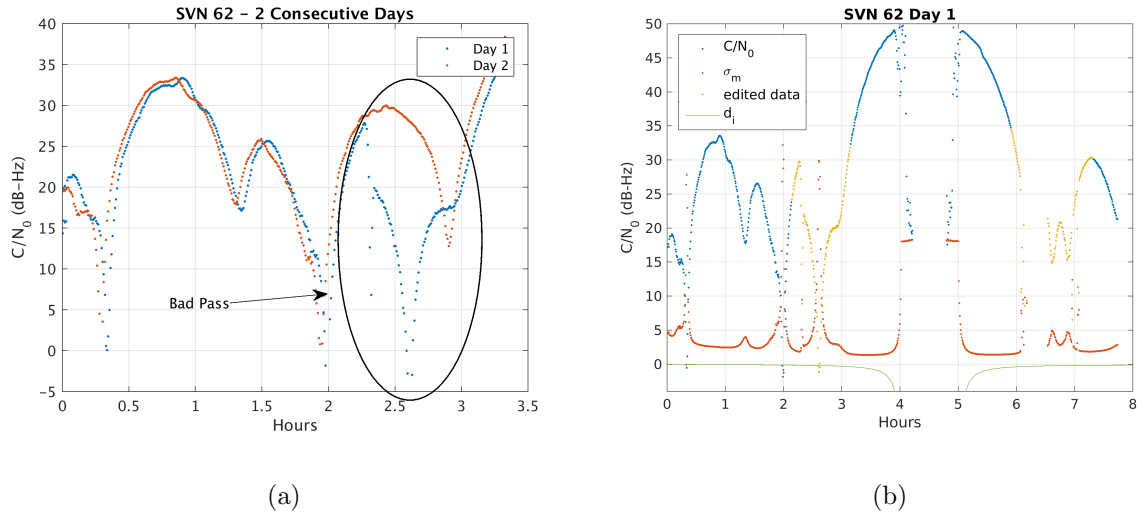 SVN 62 – 2 Consecutive Days
40
35
30
25
20
15
10
5
0
−5
C/N0 (dB–Hz)
Day 1
Day 2
Bad Pass
0 0.5 1 1.5 2 2.5 3 3.5
Hours
(a)
SVN 62 Day 1
50
45
40
35
30
25
20
15
10
5
0
C/N0 (dB-Hz)
C/N0
σm
edited data
di
0 1 2 3 4 5 6 7 8
Hours
(b)